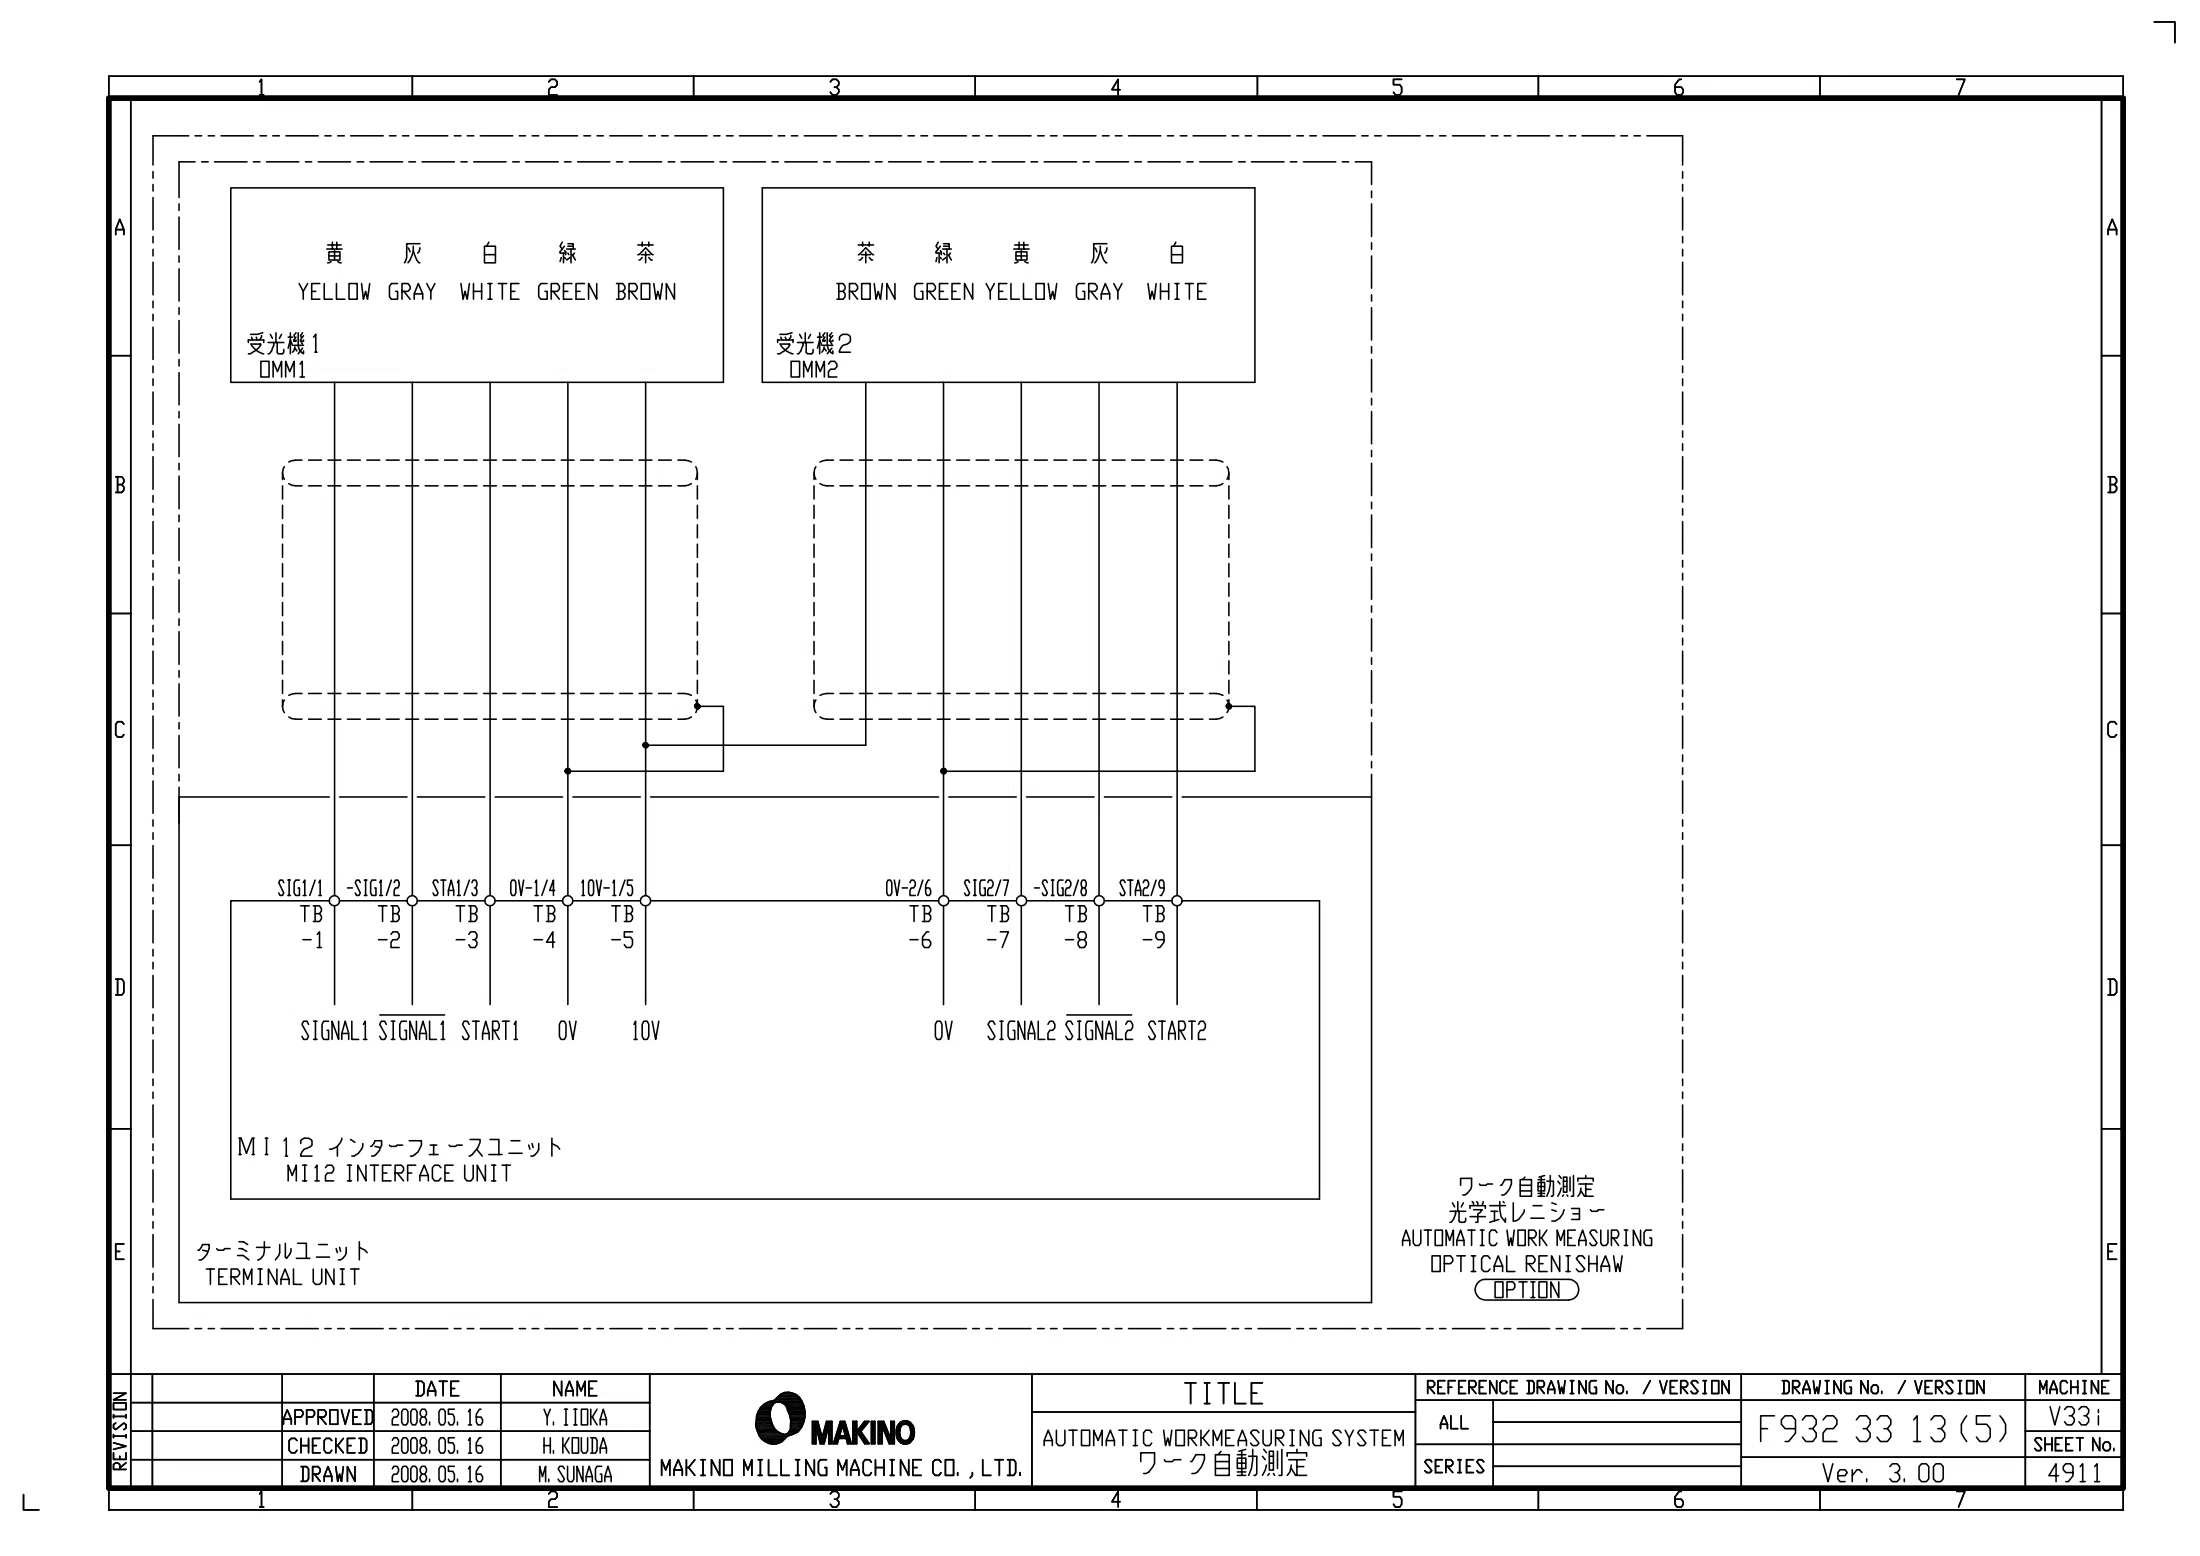 1 2 3 4 5 6 7
A A
黄 灰 白 緑 茶
YELLOW GRAY WHITE GREEN BROWN
受光機1
OMM1
茶 緑 黄 灰 白
BROWN GREEN YELLOW GRAY WHITE
受光機2
OMM2
B B
C C
SIG1/1 -SIG1/2 STA1/3 0V-1/4 10V-1/5 0V-2/6 SIG2/7 -SIG2/8 STA2/9
TB TB TB TB TB TB TB TB TB
-1 -2 -3 -4 -5 -6 -7 -8 -9
D D
SIGNAL1 SIGNAL1 START1 0V 10V 0V SIGNAL2 SIGNAL2 START2
MI12 インターフェースユニット
MI12 INTERFACE UNIT
ターミナルユニット
TERMINAL UNIT
ワーク自動測定
光学式レニショー
AUTOMATIC WORK MEASURING
OPTICAL RENISHAW
OPTION
E E
REVISION
DATE NAME
APPROVED 2008.05.16 Y. IIOKA
CHECKED 2008.05.16 H. KOUDA
DRAWN 2008.05.16 M. SUNAGA
MAKINO
MAKINO MILLING MACHINE CO.,LTD.
TITLE
AUTOMATIC WORKMEASURING SYSTEM
ワーク自動測定
REFERENCE DRAWING No. / VERSION
ALL
SERIES
DRAWING No. / VERSION
F932 33 13(5)
Ver. 3.00
MACHINE
V33i
SHEET No.
4911
1 2 3 4 5 6 7